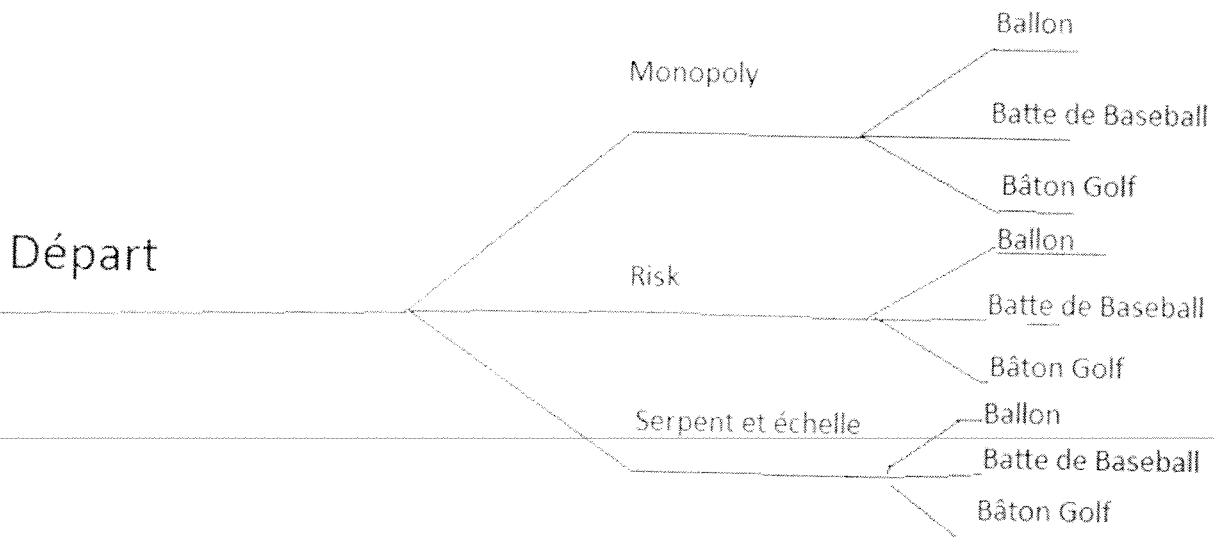 Ballon
Monopoly
Batte de Baseball
Bâton Golf
Départ
Ballon
Risk
Batte de Baseball
Bâton Golf
Serpent et échelle
Ballon
Batte de Baseball
Bâton Golf